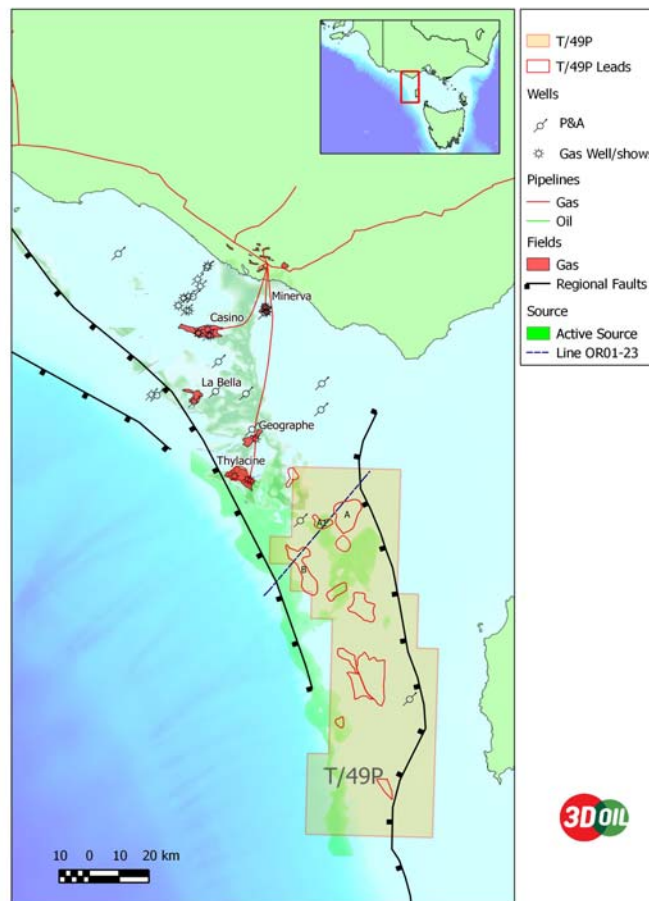 T/49P
T/49P Leads
Wells
P&A
Gas Well/shows
Pipelines
Gas
Oil
Fields
Gas
Regional Faults
Source
Active Source
Line OR01-23
Minerva
Casino
La Bella
Geographe
Thylacine
A
A2
B
T/49P
10 0 10 20 km
3D OIL